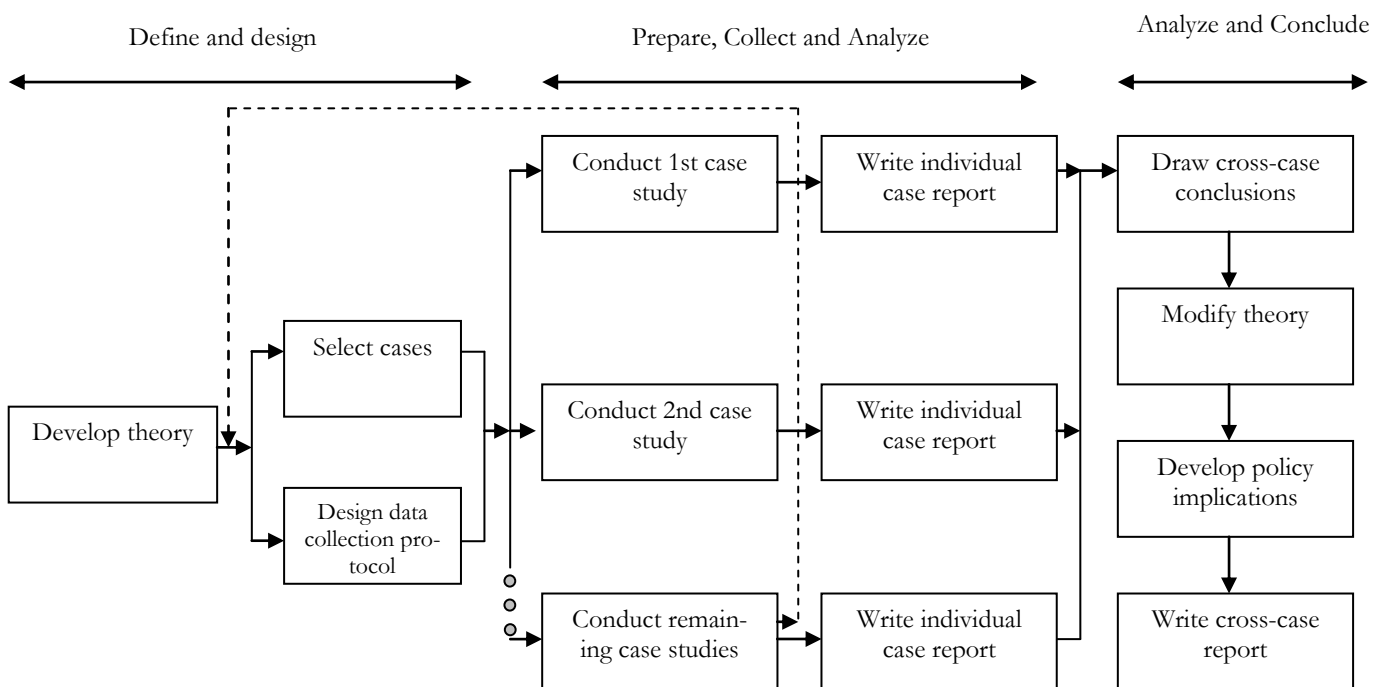 Define and design
Prepare, Collect and Analyze
Analyze and Conclude
Conduct 1st case
study
Write individual
case report
Draw cross-case
conclusions
Select cases
Modify theory
Develop theory
Conduct 2nd case
study
Write individual
case report
Develop policy
implications
Design data
collection pro-
tocol
Conduct remain-
ing case studies
Write individual
case report
Write cross-case
report